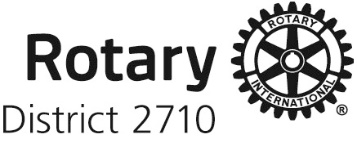 Rotary
District 2710
ROTARY
INTERNATIONAL
®